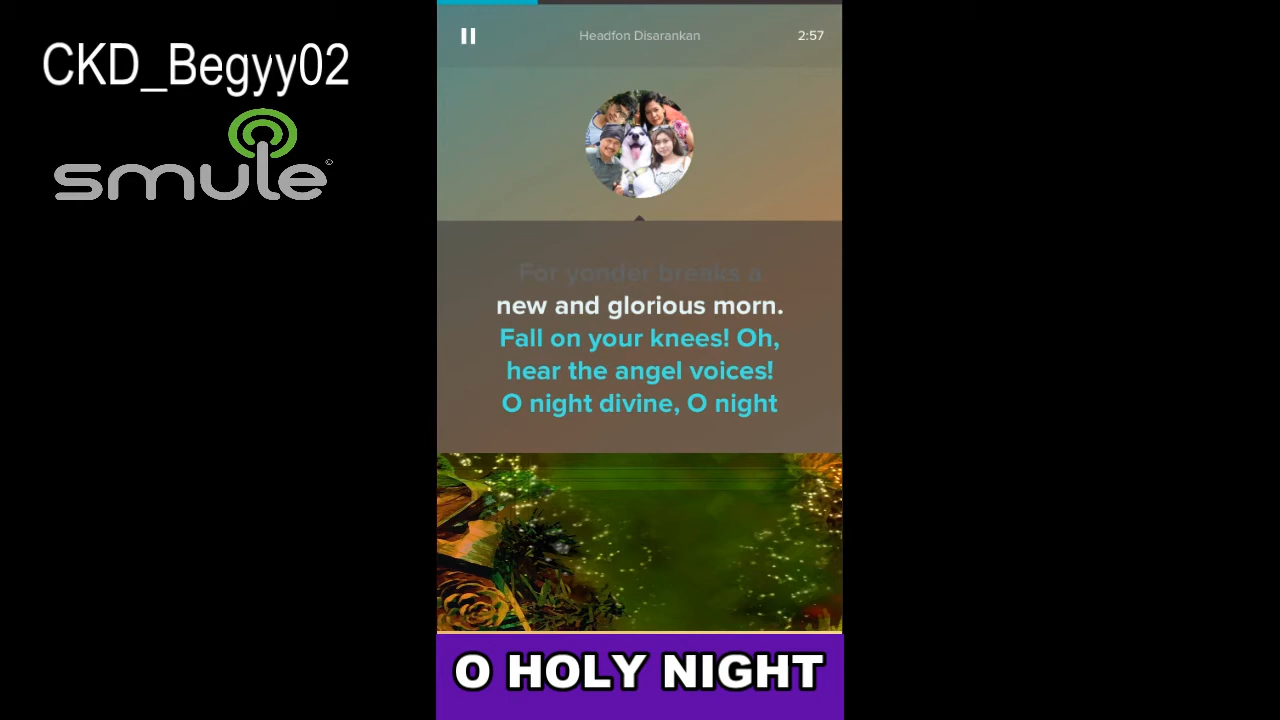 CKD_Begyy02
smule
©
Headfon Disarankan
2:57
For yonder breaks a
new and glorious morn.
Fall on your knees! Oh,
hear the angel voices!
O night divine, O night
O HOLY NIGHT